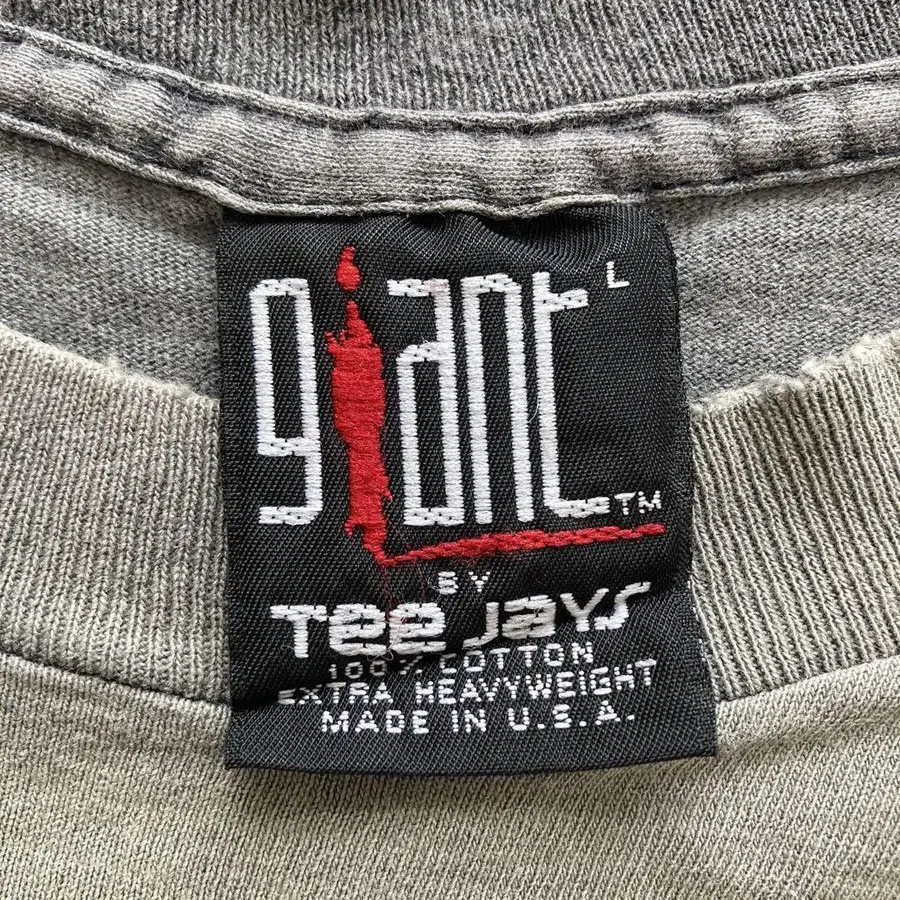 giant L
TM
BY
Tee Jays
100% COTTON
EXTRA HEAVYWEIGHT
MADE IN U.S.A.